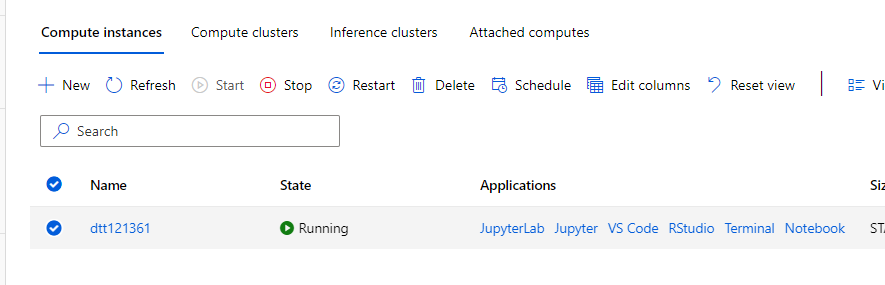 Compute instances Compute clusters Inference clusters Attached computes
New Refresh Start Stop Restart Delete Schedule Edit columns Reset view
Search
Name State Applications
dtt121361 Running JupyterLab Jupyter VS Code RStudio Terminal Notebook